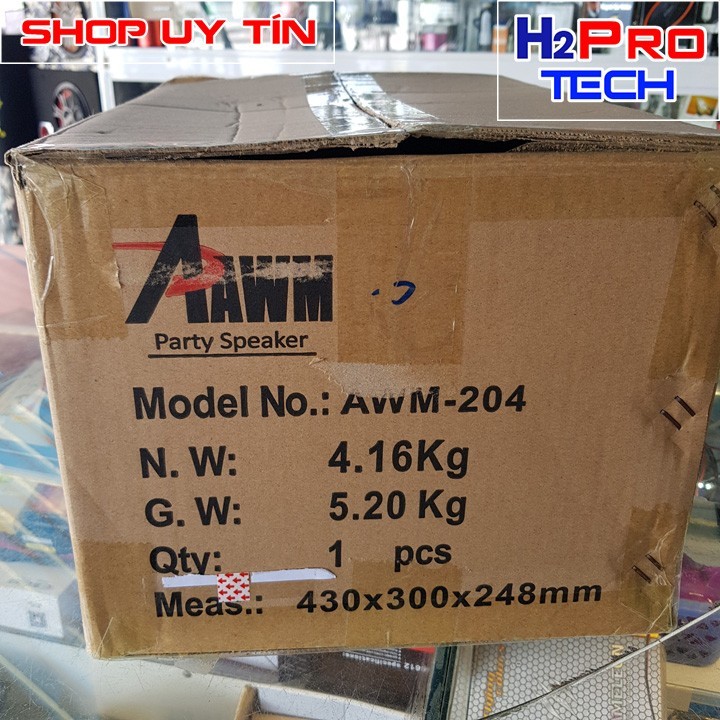 SHOP UY TÍN
H2PRO
TECH
AAWM
Party Speaker
Model No.: AWM-204
N. W: 4.16Kg
G. W: 5.20 Kg
Qty: 1 pcs
Meas.: 430x300x248mm